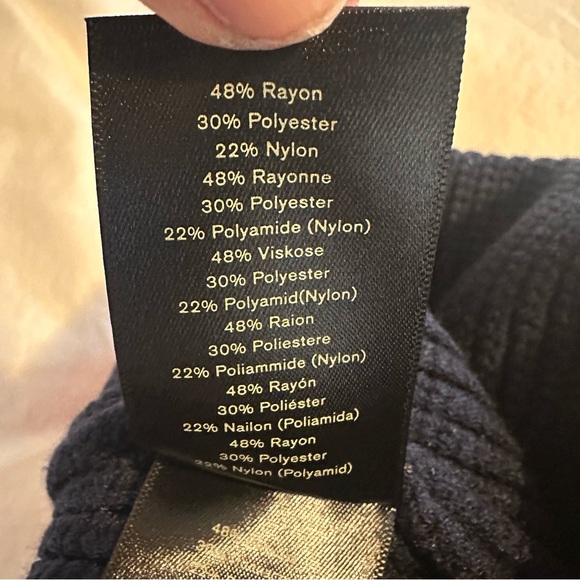 48% Rayon
30% Polyester
22% Nylon
48% Rayonne
30% Polyester
22% Polyamide (Nylon)
48% Viskose
30% Polyester
22% Polyamid(Nylon)
48% Raion
30% Poliestere
22% Poliammide (Nylon)
48% Rayón
30% Poliéster
22% Nailon (Poliamida)
48% Rayon
30% Polyester
22% Nylon (Polyamid)